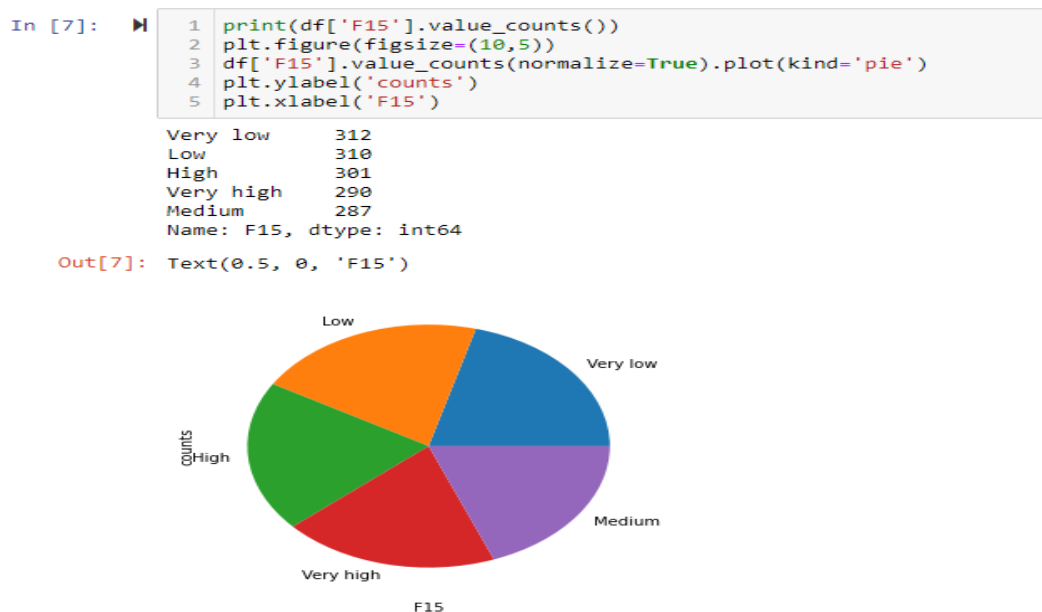 In [7]:
1 print(df['F15'].value_counts())
2 plt.figure(figsize=(10,5))
3 df['F15'].value_counts(normalize=True).plot(kind='pie')
4 plt.ylabel('counts')
5 plt.xlabel('F15')
Very low 312
Low 310
High 301
Very high 290
Medium 287
Name: F15, dtype: int64
Out[7]: Text(0.5, 0, 'F15')
Low
Very low
counts
High
Medium
Very high
F15